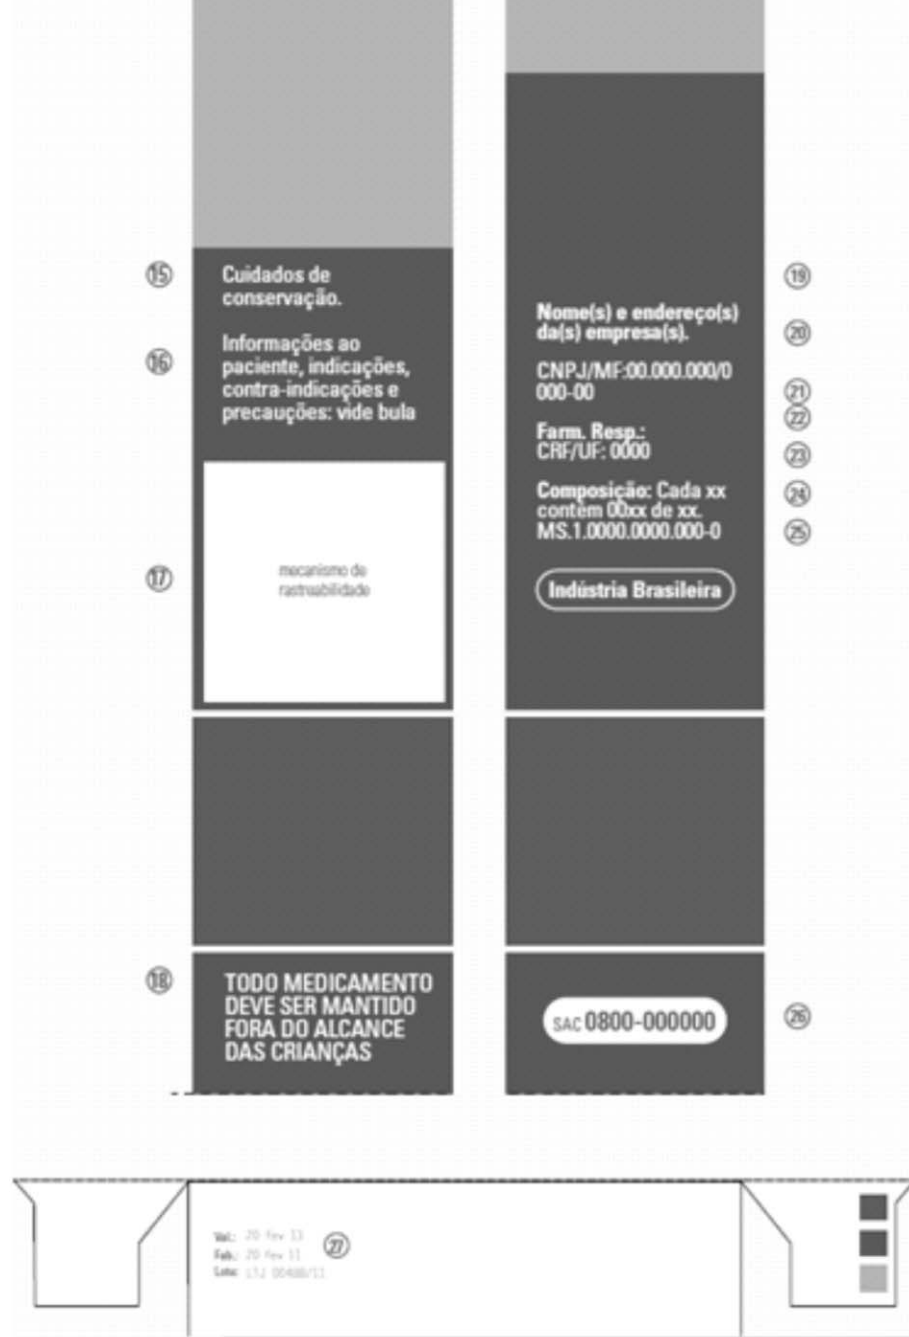 15
Cuidados de
conservação.
16
Informações ao
paciente, indicações,
contra-indicações e
precauções: vide bula
17
mecanismo de
rastreabilidade
18
TODO MEDICAMENTO
DEVE SER MANTIDO
FORA DO ALCANCE
DAS CRIANÇAS
19
Nome(s) e endereço(s)
da(s) empresa(s).
20
CNPJ/MF:00.000.000/0
000-00
21
22
Farm. Resp.:
CRF/UF: 0000
23
Composição: Cada xx
contém 00xx de xx.
24
MS.1.0000.0000.000-0
25
Indústria Brasileira
SAC 0800-000000
26
Val.: 20 fev 13
Fab.: 20 fev 11
Lote:
27